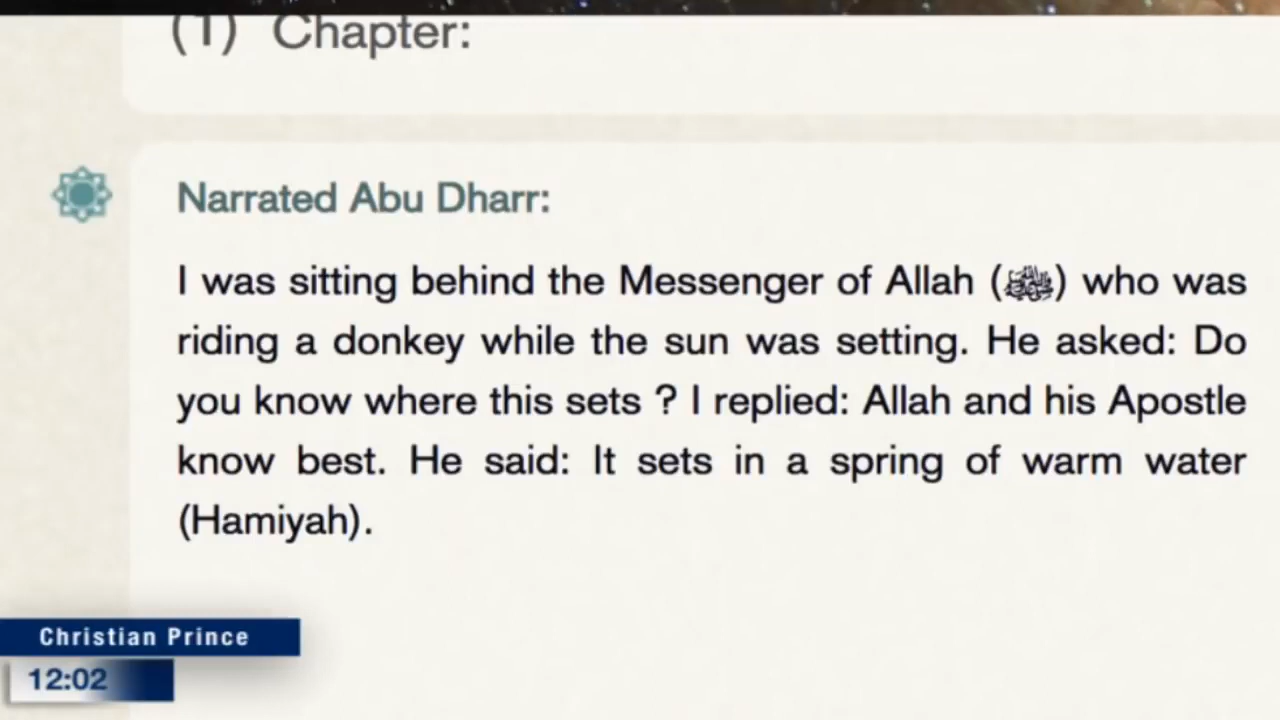 (1) Chapter:
Narrated Abu Dharr:
I was sitting behind the Messenger of Allah (ﷺ) who was
riding a donkey while the sun was setting. He asked: Do
you know where this sets ? I replied: Allah and his Apostle
know best. He said: It sets in a spring of warm water
(Hamiyah).
Christian Prince
12:02